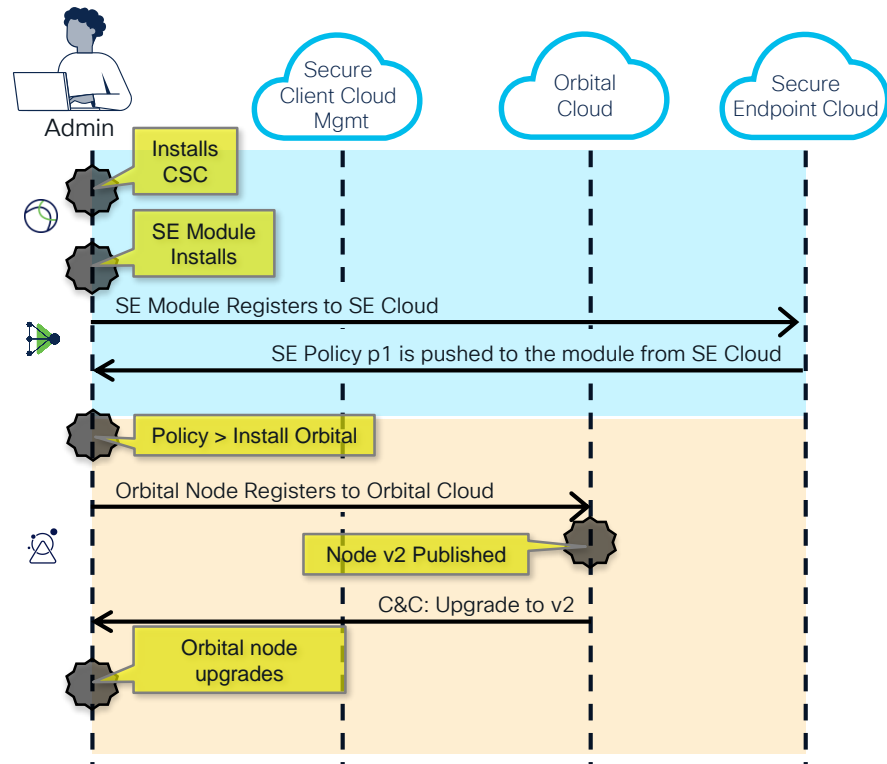 Secure
Client Cloud
Mgmt
Orbital
Cloud
Secure
Endpoint Cloud
Admin
Installs
CSC
SE Module
Installs
SE Module Registers to SE Cloud
SE Policy p1 is pushed to the module from SE Cloud
Policy > Install Orbital
Orbital Node Registers to Orbital Cloud
Node v2 Published
C&C: Upgrade to v2
Orbital node
upgrades